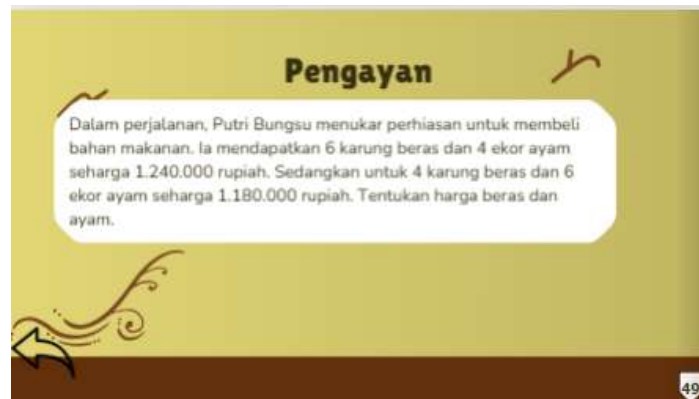 Pengayan
Dalam perjalanan, Putri Bungsu menukar perhiasan untuk membeli
bahan makanan. Ia mendapatkan 6 karung beras dan 4 ekor ayam
seharga 1.240.000 rupiah. Sedangkan untuk 4 karung beras dan 6
ekor ayam seharga 1.180.000 rupiah. Tentukan harga beras dan
ayam.
49